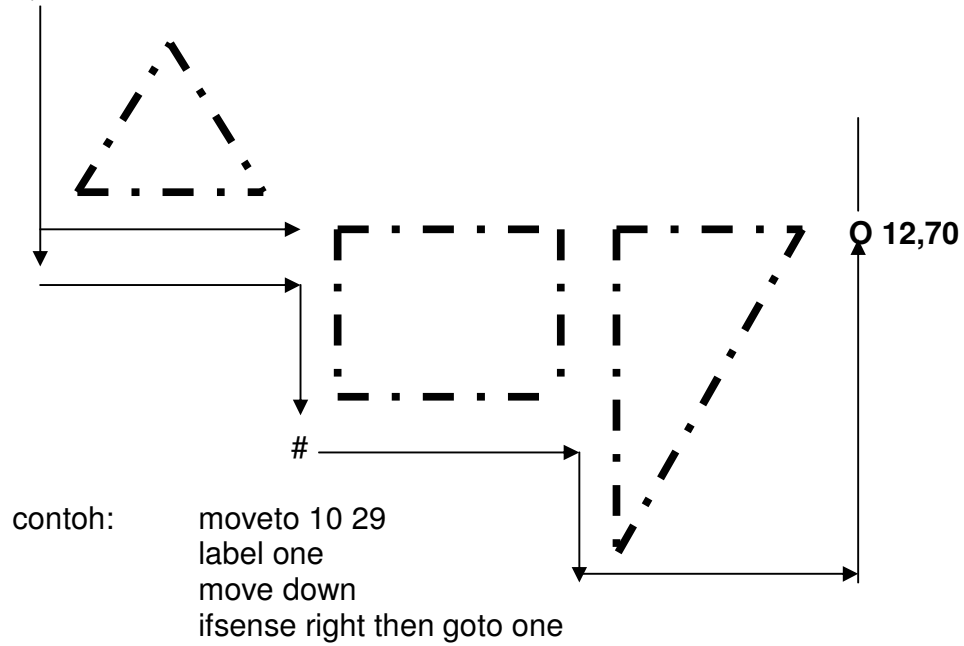 O 12,70
#
contoh: moveto 10 29
label one
move down
ifsense right then goto one